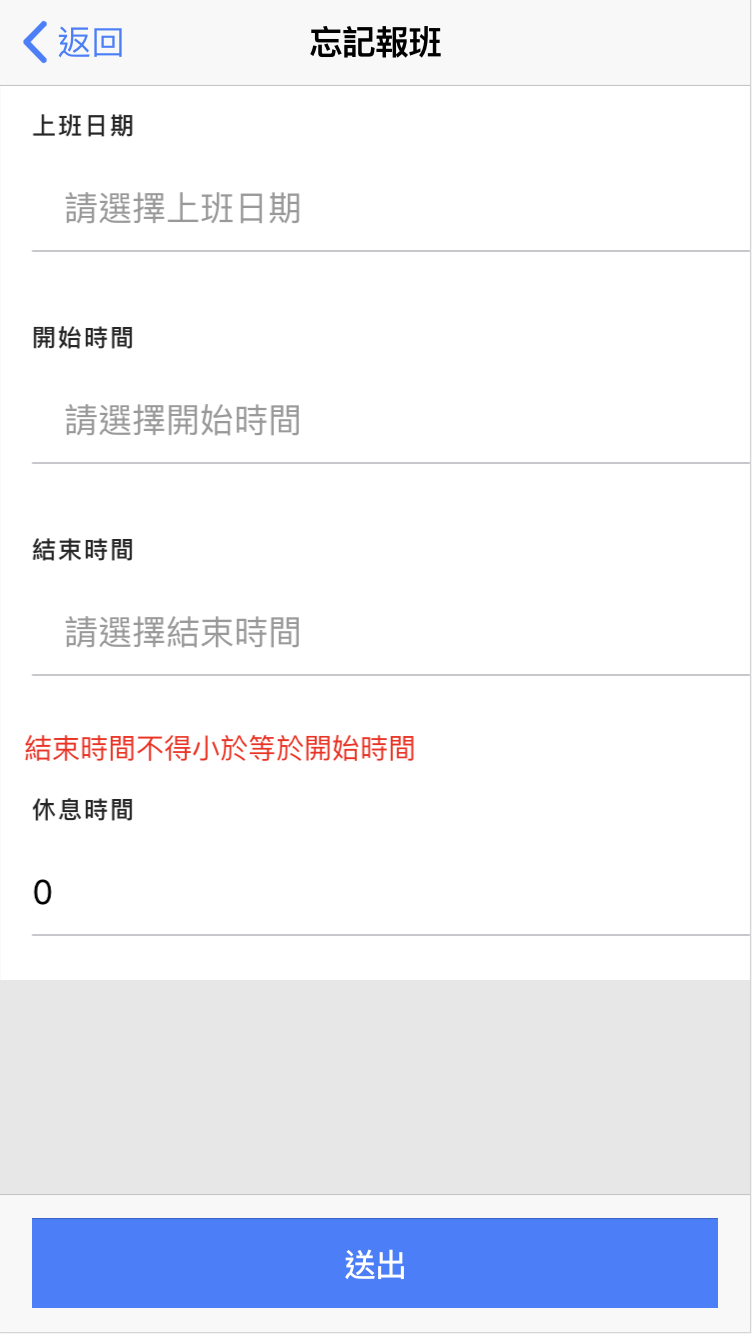 返回
忘記報班
上班日期
請選擇上班日期
開始時間
請選擇開始時間
結束時間
請選擇結束時間
結束時間不得小於等於開始時間
休息時間
0
送出